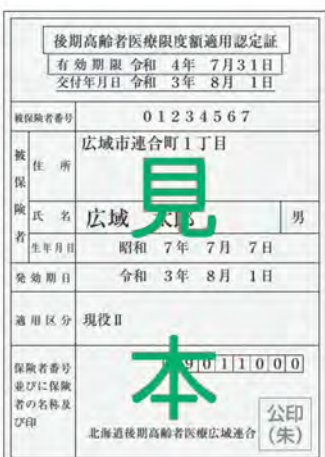 後期高齢者医療限度額適用認定証
有効期限 令和 4年 7月31日
交付年月日 令和 3年 8月 1日
被保険者番号 01234567
被保険者
住所 広域市連合町1丁目
氏名 広域 太郎 男
生年月日 昭和 7年 7月 7日
発効期日 令和 3年 8月 1日
適用区分 現役Ⅱ
保険者番号
並びに保険
者の名称及
び印
9011000
北海道後期高齢者医療広域連合
公印
(朱)
見
本